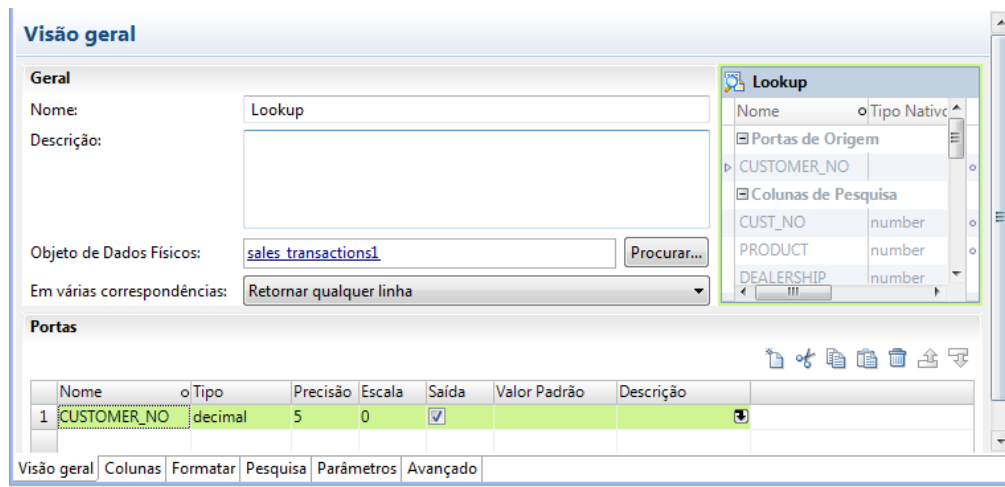 Visão geral
Geral
Nome: Lookup
Descrição:
Objeto de Dados Físicos: sales_transactions1 Procurar...
Em várias correspondências: Retornar qualquer linha
Lookup
Nome Tipo Nativo
Portas de Origem
CUSTOMER_NO
Colunas de Pesquisa
CUST_NO number
PRODUCT number
DEALERSHIP number
Portas
Nome Tipo Precisão Escala Saída Valor Padrão Descrição
1 CUSTOMER_NO decimal 5 0
Visão geral Colunas Formatar Pesquisa Parâmetros Avançado